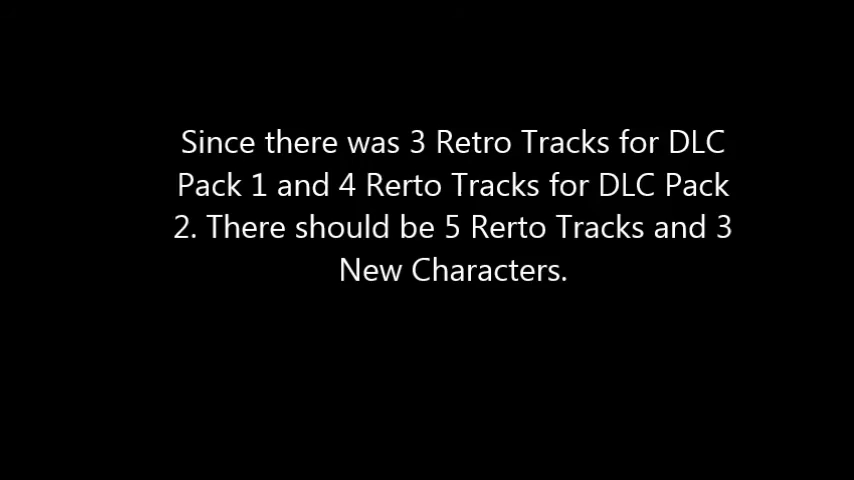 Since there was 3 Retro Tracks for DLC
Pack 1 and 4 Rerto Tracks for DLC Pack
2. There should be 5 Rerto Tracks and 3
New Characters.